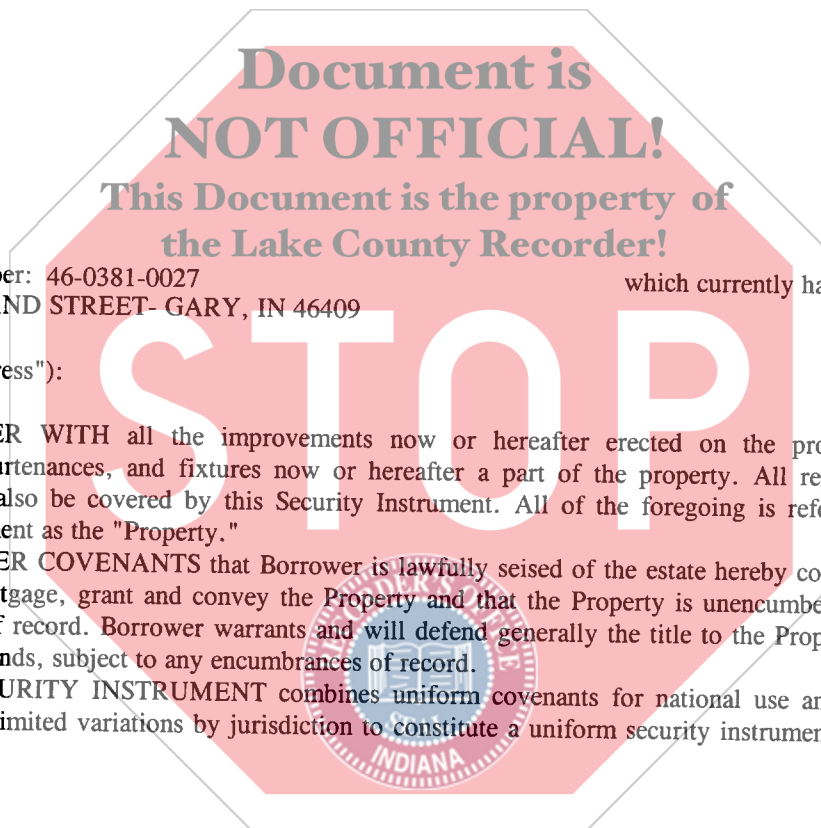 Document is
NOT OFFICIAL!
This Document is the property of
the Lake County Recorder!
er: 46-0381-0027 which currently ha
ND STREET- GARY, IN 46409
ess"):
STOP
ER WITH all the improvements now or hereafter erected on the pro
urtenances, and fixtures now or hereafter a part of the property. All re
also be covered by this Security Instrument. All of the foregoing is refe
ent as the "Property."
ER COVENANTS that Borrower is lawfully seised of the estate hereby co
tgage, grant and convey the Property and that the Property is unencumbe
f record. Borrower warrants and will defend generally the title to the Prop
nds, subject to any encumbrances of record.
URITY INSTRUMENT combines uniform covenants for national use an
imited variations by jurisdiction to constitute a uniform security instrumen
RECORDER'S OFFICE
SEAL
INDIANA